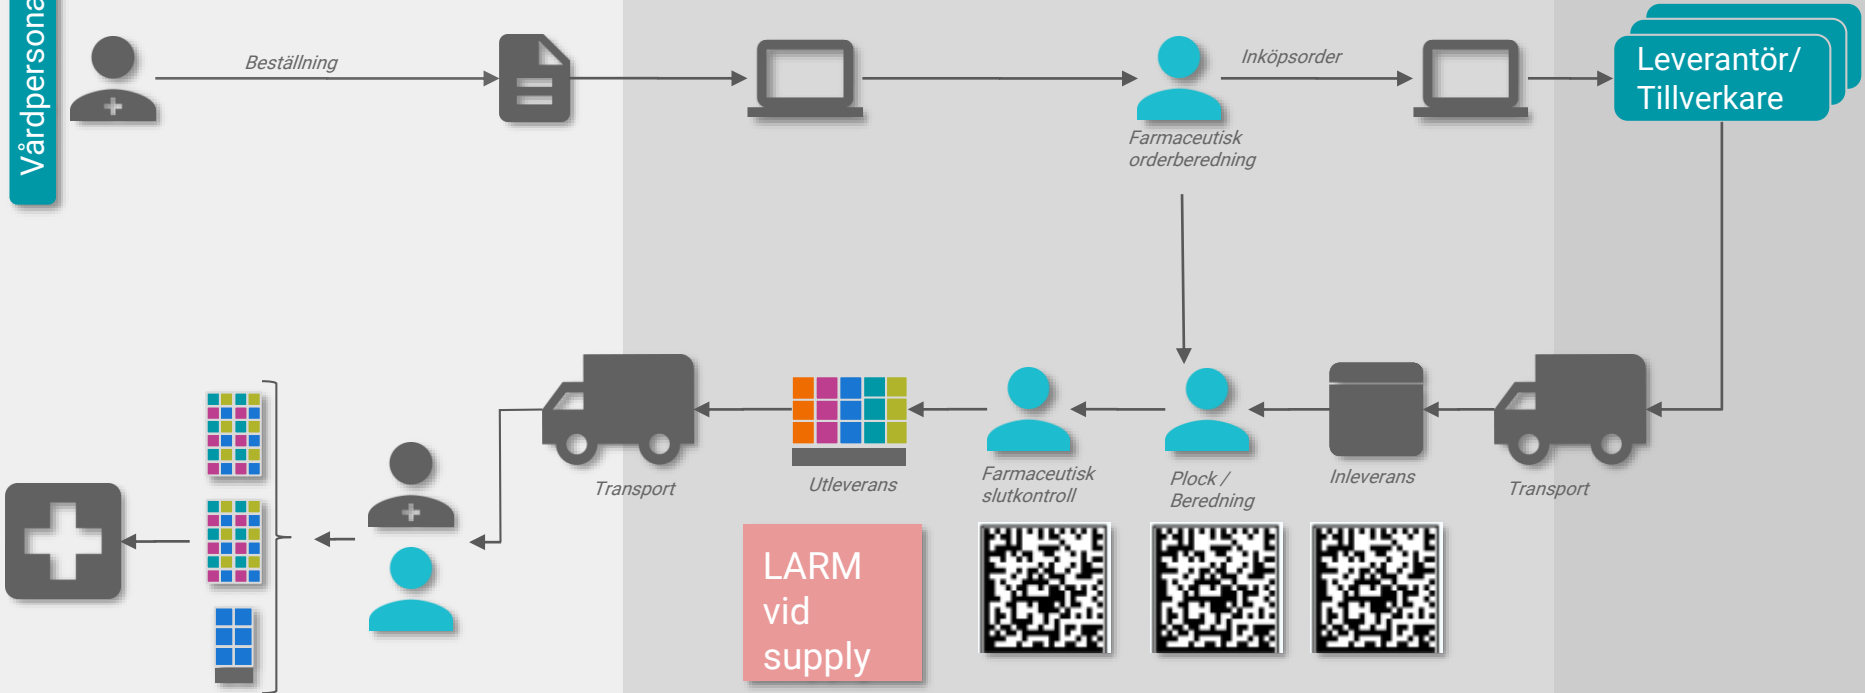 Vårdpersona
Beställning
Inköpsorder
Leverantör/
Tillverkare
Farmaceutisk
orderberedning
Transport
Utleverans
Farmaceutisk
slutkontroll
Plock /
Beredning
Inleverans
Transport
LARM
vid
supply